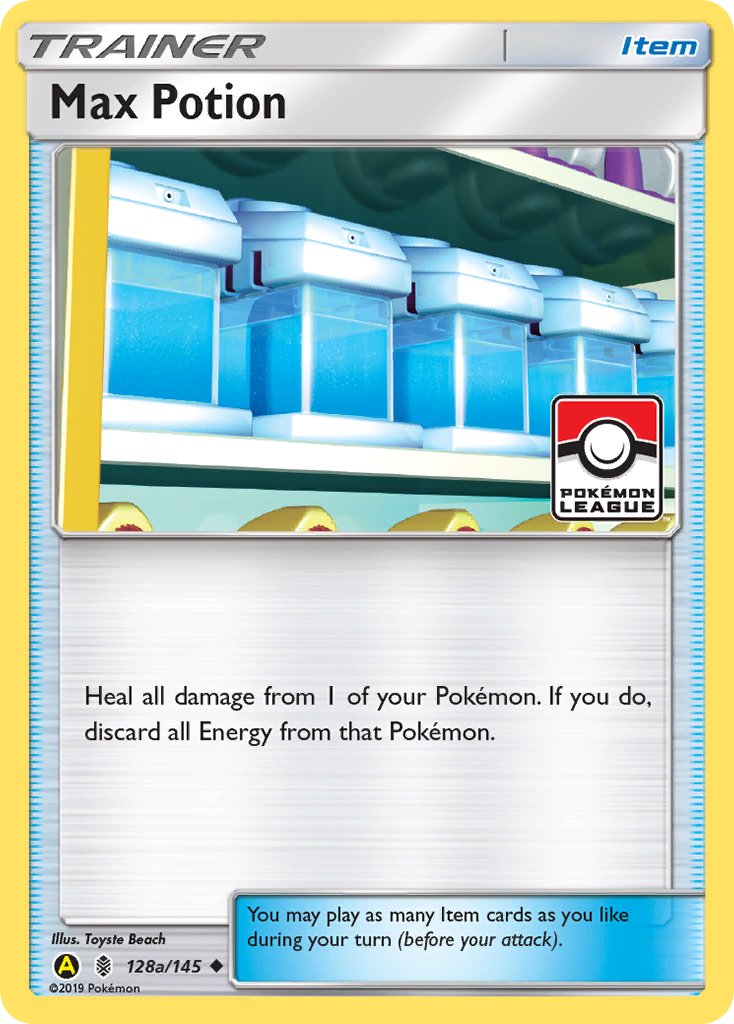 TRAINER
Item
Max Potion
POKÉMON
LEAGUE
™
Heal all damage from 1 of your Pokémon. If you do,
discard all Energy from that Pokémon.
You may play as many Item cards as you like
during your turn (before your attack).
Illus. Toyste Beach
A 128a/145
©2019 Pokémon